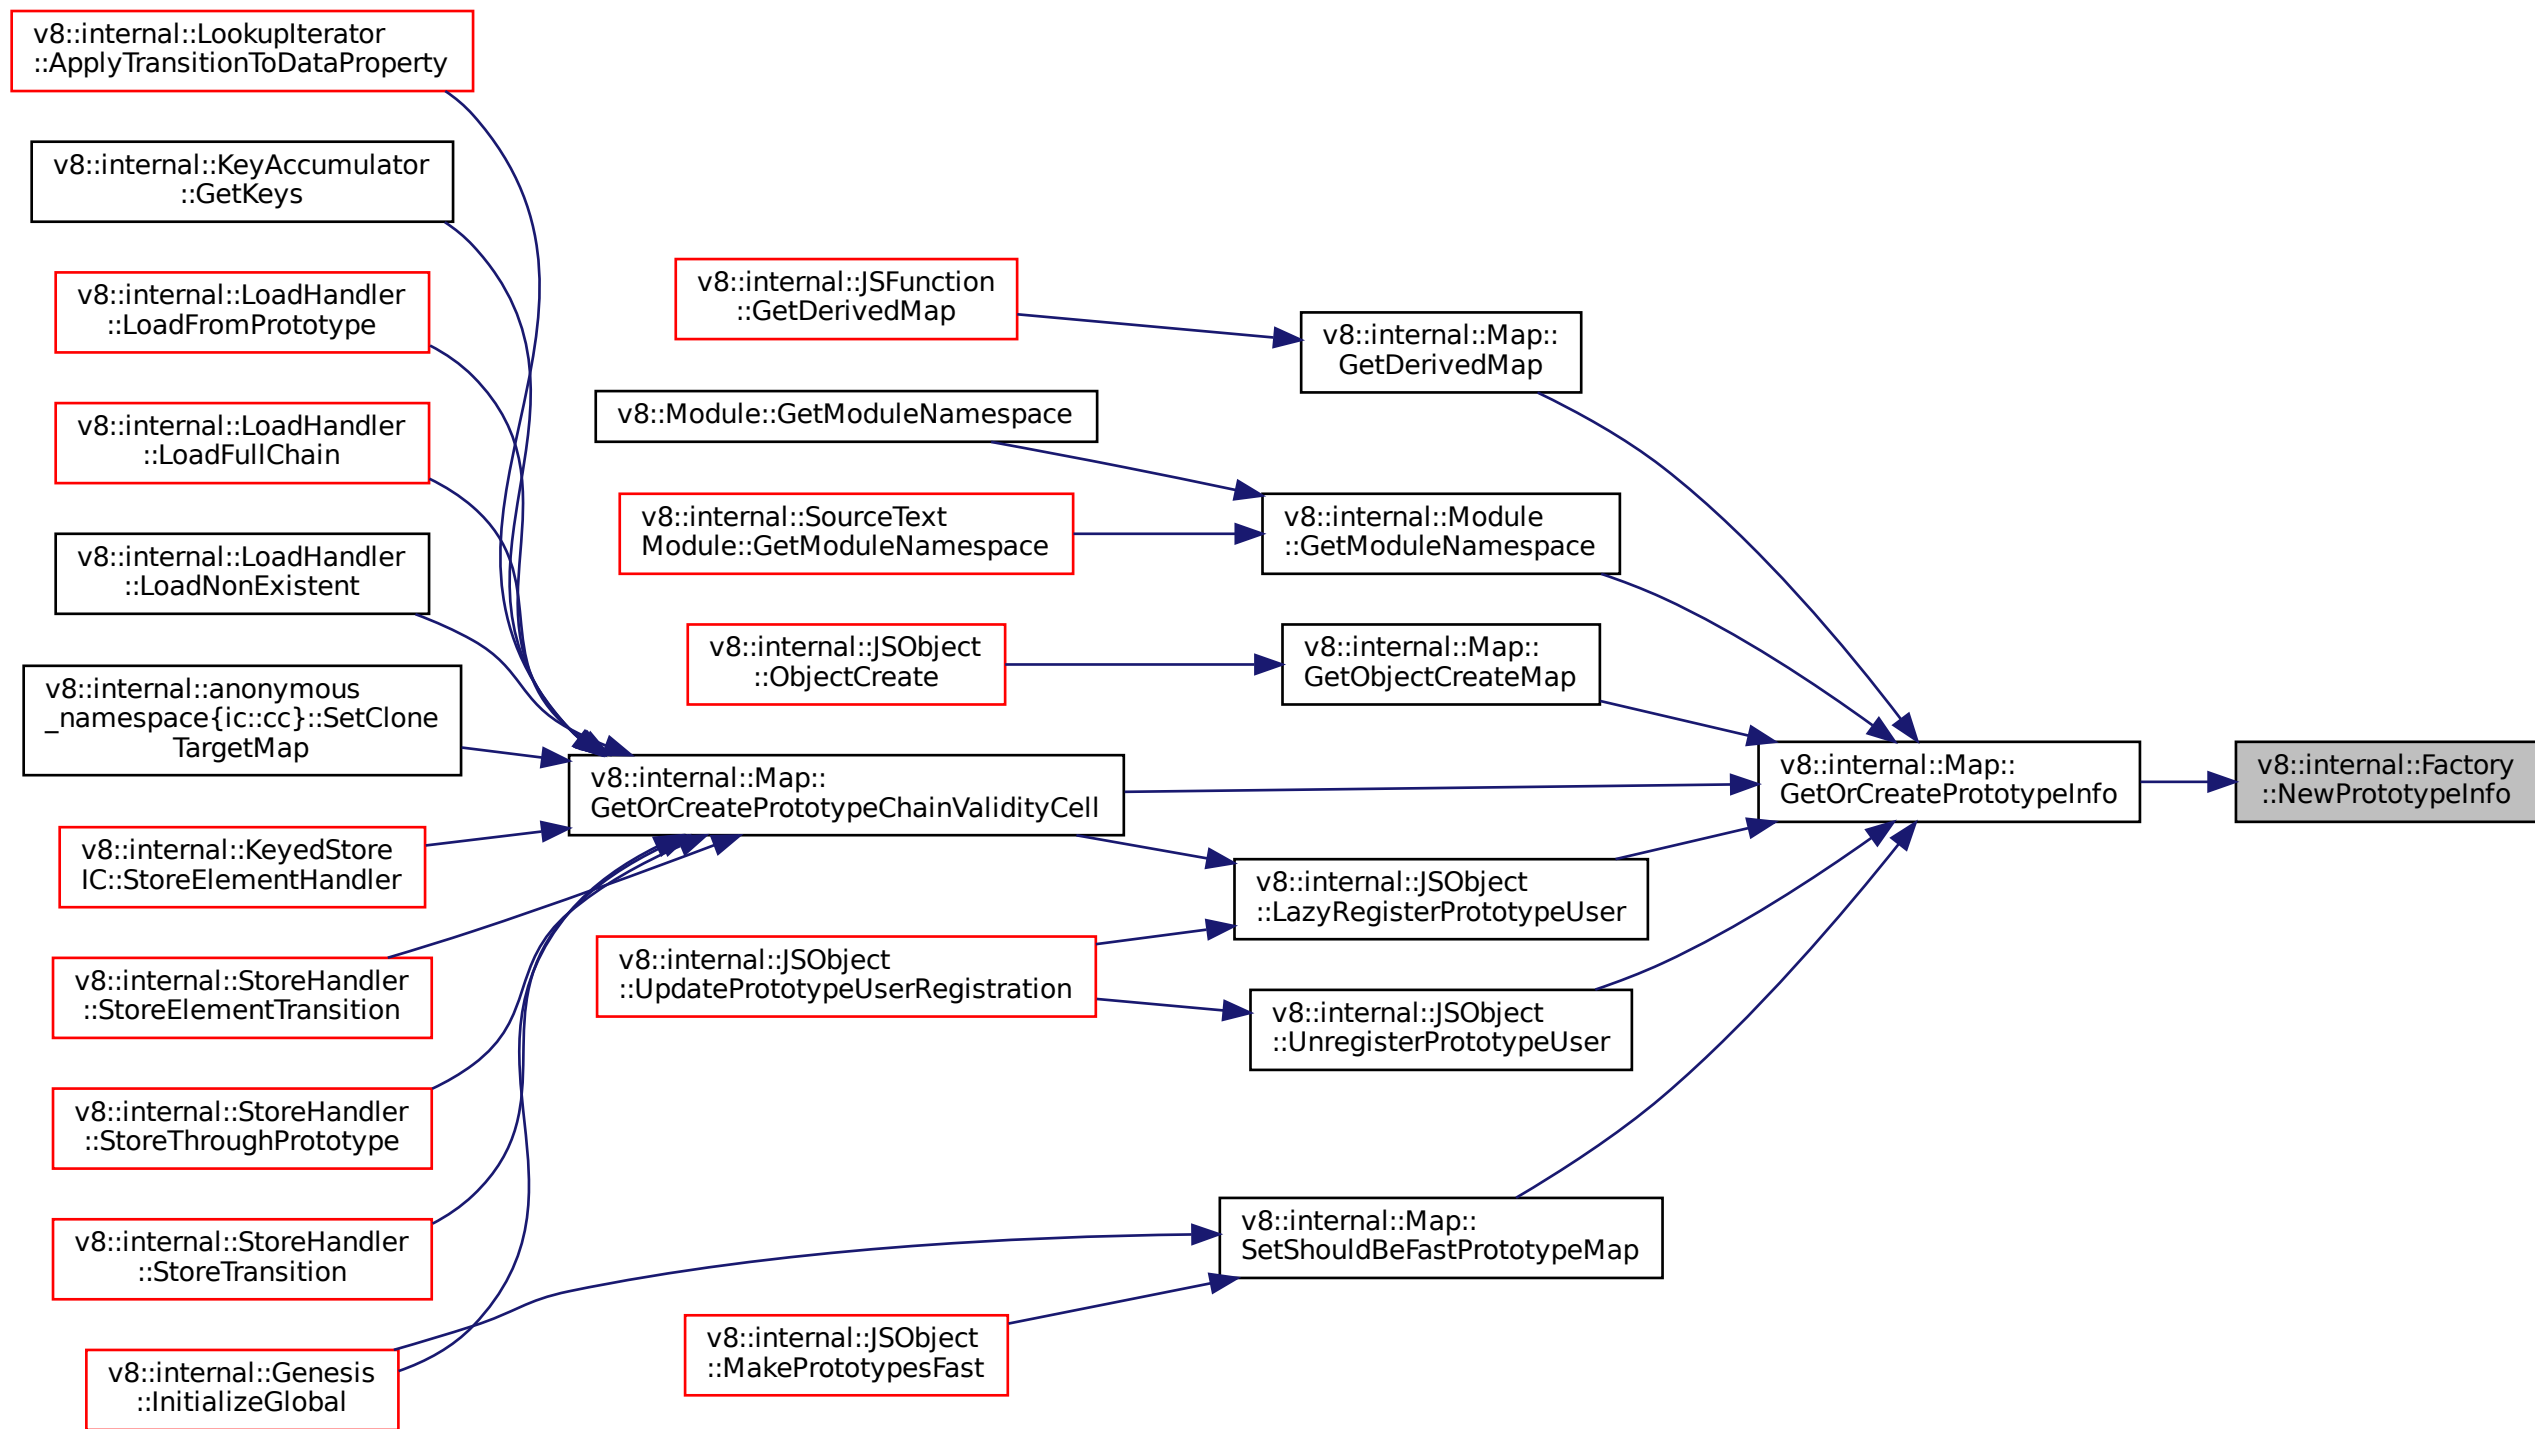 v8::internal::LookupIterator
::ApplyTransitionToDataProperty
v8::internal::KeyAccumulator
::GetKeys
v8::internal::LoadHandler
::LoadFromPrototype
v8::internal::LoadHandler
::LoadFullChain
v8::internal::LoadHandler
::LoadNonExistent
v8::internal::anonymous
_namespace{ic::cc}::SetClone
TargetMap
v8::internal::KeyedStore
IC::StoreElementHandler
v8::internal::StoreHandler
::StoreElementTransition
v8::internal::StoreHandler
::StoreThroughPrototype
v8::internal::StoreHandler
::StoreTransition
v8::internal::Genesis
::InitializeGlobal
v8::internal::JSFunction
::GetDerivedMap
v8::Module::GetModuleNamespace
v8::internal::SourceText
Module::GetModuleNamespace
v8::internal::JSObject
::ObjectCreate
v8::internal::Map::
GetOrCreatePrototypeChainValidityCell
v8::internal::JSObject
::UpdatePrototypeUserRegistration
v8::internal::JSObject
::MakePrototypesFast
v8::internal::Map::
GetDerivedMap
v8::internal::Module
::GetModuleNamespace
v8::internal::Map::
GetObjectCreateMap
v8::internal::JSObject
::LazyRegisterPrototypeUser
v8::internal::JSObject
::UnregisterPrototypeUser
v8::internal::Map::
SetShouldBeFastPrototypeMap
v8::internal::Map::
GetOrCreatePrototypeInfo
v8::internal::Factory
::NewPrototypeInfo